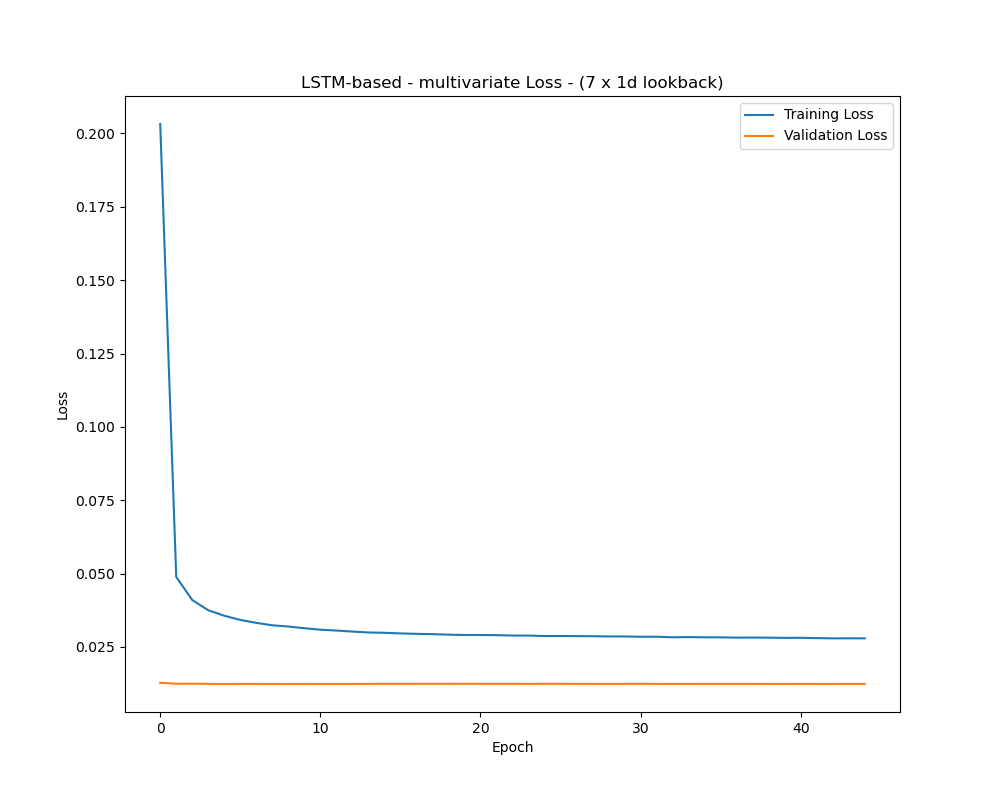 LSTM-based - multivariate Loss - (7 x 1d lookback)
Training Loss
Validation Loss
0.200
0.175
0.150
0.125
0.100
0.075
0.050
0.025
Loss
0 10 20 30 40
Epoch